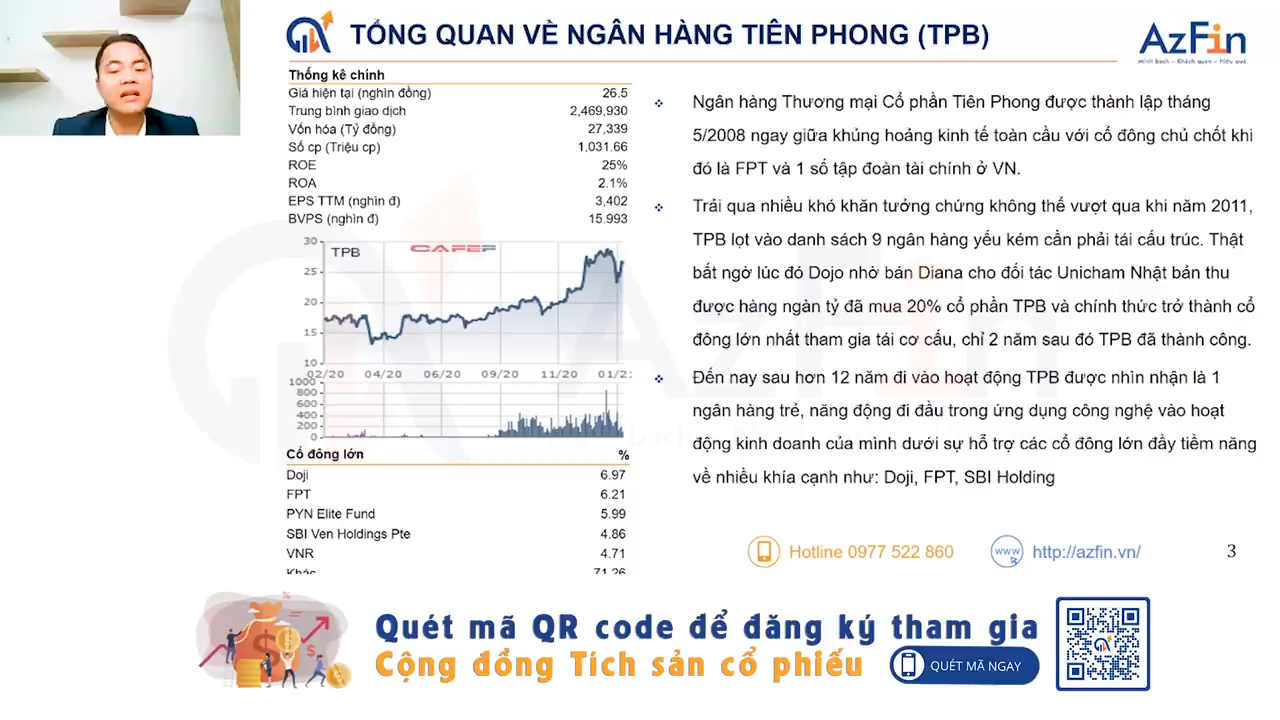 TỔNG QUAN VỀ NGÂN HÀNG TIÊN PHONG (TPB)
AzFin
Minh bạch - Khách quan - Hiệu quả
Thống kê chính
Giá hiện tại (nghìn đồng) 26.5
Trung bình giao dịch 2,469,930
Vốn hóa (Tỷ đồng) 27,339
Số cp (Triệu cp) 1,031.66
ROE 25%
ROA 2.1%
EPS TTM (nghìn đ) 3,402
BVPS (nghìn đ) 15.993
TPB
CAFEF
30
25
20
15
10
02/20 04/20 06/20 09/20 11/20 01/21
1000
800
600
400
200
0
Cổ đông lớn %
Doji 6.97
FPT 6.21
PYN Elite Fund 5.99
SBI Ven Holdings Pte 4.86
VNR 4.71
Khác 71.26
Ngân hàng Thương mại Cổ phần Tiên Phong được thành lập tháng
5/2008 ngay giữa khủng hoảng kinh tế toàn cầu với cổ đông chủ chốt khi
đó là FPT và 1 số tập đoàn tài chính ở VN.
Trải qua nhiều khó khăn tưởng chứng không thể vượt qua khi năm 2011,
TPB lọt vào danh sách 9 ngân hàng yếu kém cần phải tái cấu trúc. Thật
bất ngờ lúc đó Dojo nhờ bán Diana cho đối tác Unicham Nhật bản thu
được hàng ngàn tỷ đã mua 20% cổ phần TPB và chính thức trở thành cổ
đông lớn nhất tham gia tái cơ cấu, chỉ 2 năm sau đó TPB đã thành công.
Đến nay sau hơn 12 năm đi vào hoạt động TPB được nhìn nhận là 1
ngân hàng trẻ, năng động đi đầu trong ứng dụng công nghệ vào hoạt
động kinh doanh của mình dưới sự hỗ trợ các cổ đông lớn đầy tiềm năng
về nhiều khía cạnh như: Doji, FPT, SBI Holding
Hotline 0977 522 860
www
http://azfin.vn/
3
Quét mã QR code để đăng ký tham gia
Cộng đồng Tích sản cổ phiếu
QUÉT MÃ NGAY